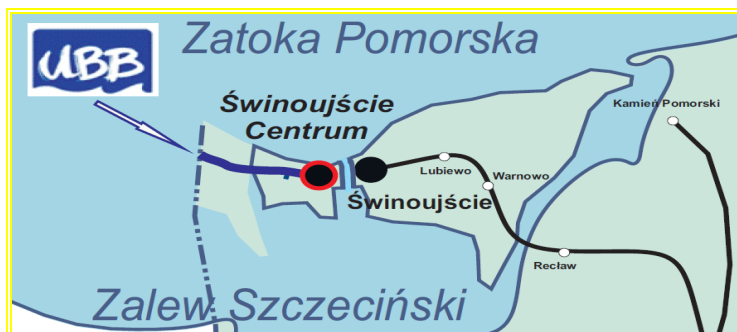 UBB
Zatoka Pomorska
Świnoujście
Centrum
Kamień Pomorski
Lubiewo
Warnowo
Świnoujście
Recław
Zalew Szczeciński